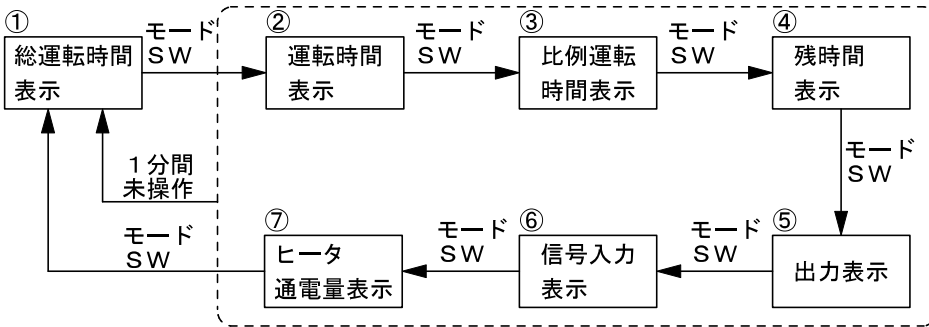 ①
総運転時間
表示
モード
ＳＷ
②
運転時間
表示
モード
ＳＷ
③
比例運転
時間表示
モード
ＳＷ
④
残時間
表示
モード
ＳＷ
⑤
出力表示
モード
ＳＷ
⑥
信号入力
表示
モード
ＳＷ
⑦
ヒータ
通電量表示
モード
ＳＷ
１分間
未操作